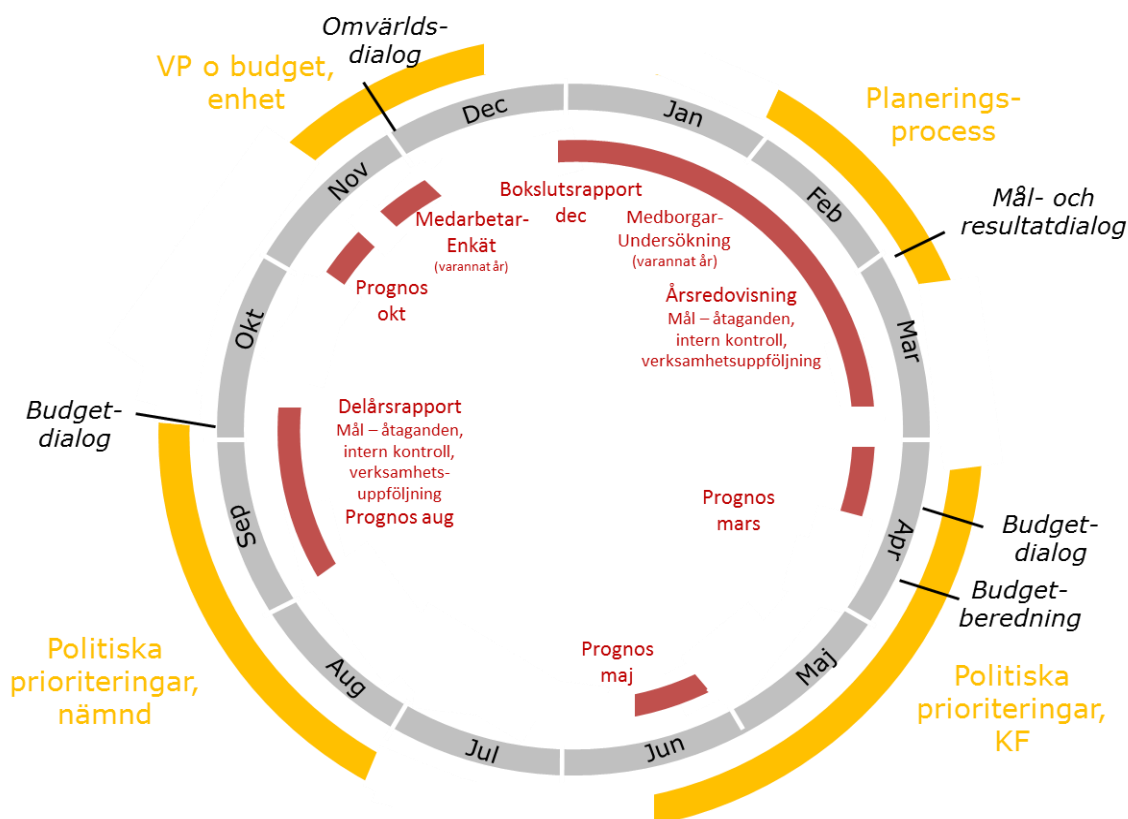 Omvärlds-
dialog
VP o budget,
enhet
Planerings-
process
Mål- och
resultatdialog
Dec
Jan
Nov
Feb
Okt
Mar
Sep
Apr
Aug
Maj
Jul
Jun
Bokslutsrapport
dec
Medarbetar-
Enkät
(varannat år)
Medborgar-
Undersökning
(varannat år)
Prognos
okt
Årsredovisning
Mål – åtaganden,
intern kontroll,
verksamhetsuppföljning
Budget-
dialog
Delårsrapport
Mål – åtaganden,
intern kontroll,
verksamhets-
uppföljning
Prognos aug
Prognos
mars
Budget-
dialog
Budget-
beredning
Prognos
maj
Politiska
prioriteringar,
nämnd
Politiska
prioriteringar,
KF